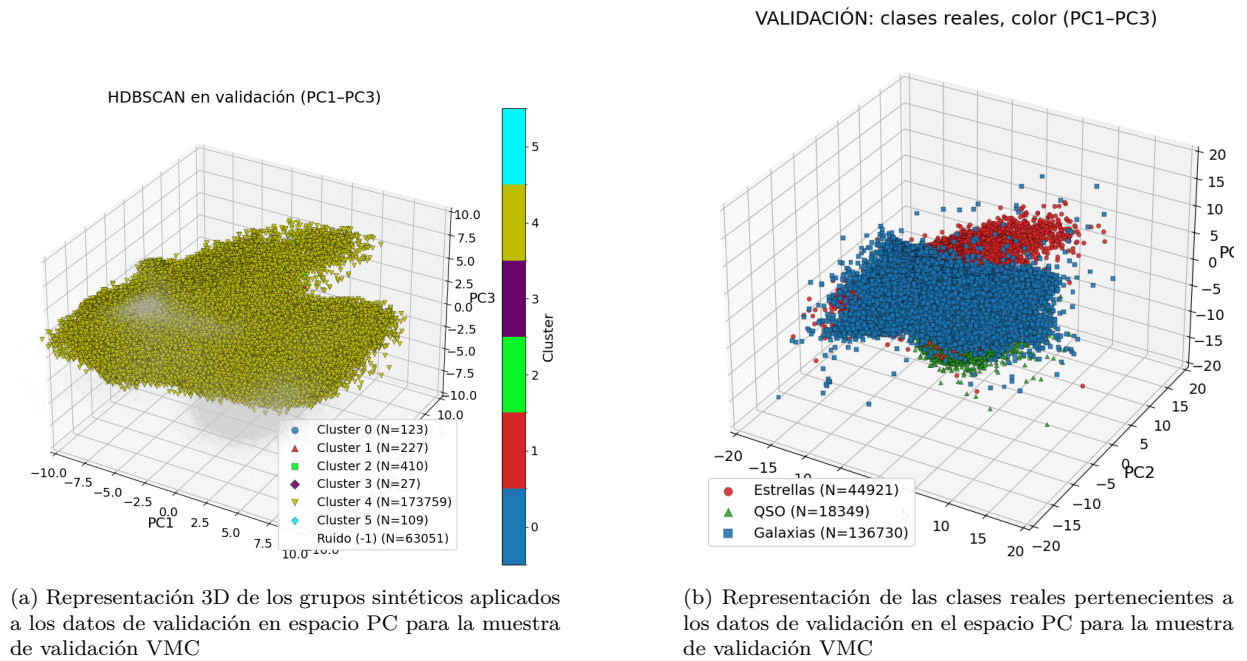 HDBSCAN en validación (PC1–PC3)
10.0
7.5
5.0
2.5
0.0
PC3
−2.5
−5.0
−7.5
−10.0
10.0
−10.0
−7.5
−5.0
−2.5
0.0
PC1
2.5
5.0
7.5
10.0
−10.0
Cluster 0 (N=123)
Cluster 1 (N=227)
Cluster 2 (N=410)
Cluster 3 (N=27)
Cluster 4 (N=173759)
Cluster 5 (N=109)
Ruido (-1) (N=63051)
5
4
3
2
1
0
Cluster
(a) Representación 3D de los grupos sintéticos aplicados
a los datos de validación en espacio PC para la muestra
de validación VMC
VALIDACIÓN: clases reales, color (PC1–PC3)
20
15
10
5
0
−5
−10
−15
−20
20
15
10
5
0
PC2
−5
−10
−15
−20
−20
−15
5
10
15
20
Estrellas (N=44921)
QSO (N=18349)
Galaxias (N=136730)
(b) Representación de las clases reales pertenecientes a
los datos de validación en el espacio PC para la muestra
de validación VMC